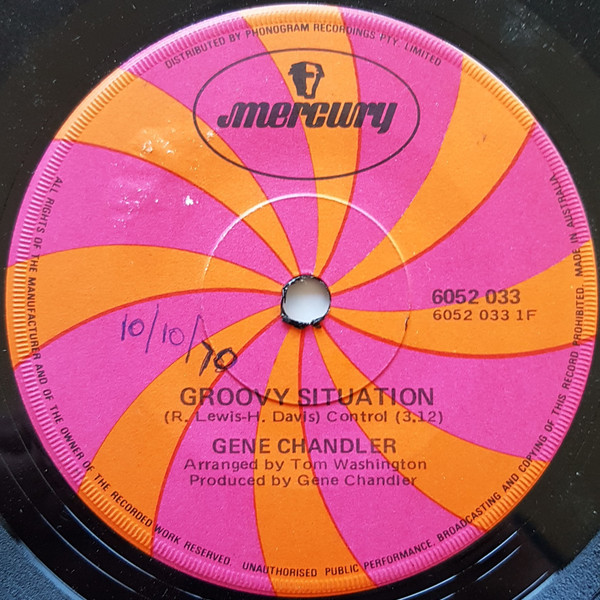 DISTRIBUTED BY PHONOGRAM RECORDINGS PTY. LIMITED
mercury
6052 033
6052 033 1F
10/10/70
GROOVY SITUATION
(R. Lewis-H. Davis) Control (3.12)
GENE CHANDLER
Arranged by Tom Washington
Produced by Gene Chandler
ALL RIGHTS OF THE MANUFACTURER AND OF THE OWNER OF THE RECORDED WORK RESERVED. UNAUTHORISED PUBLIC PERFORMANCE, BROADCASTING AND COPYING OF THIS RECORD PROHIBITED. MADE IN AUSTRALIA.